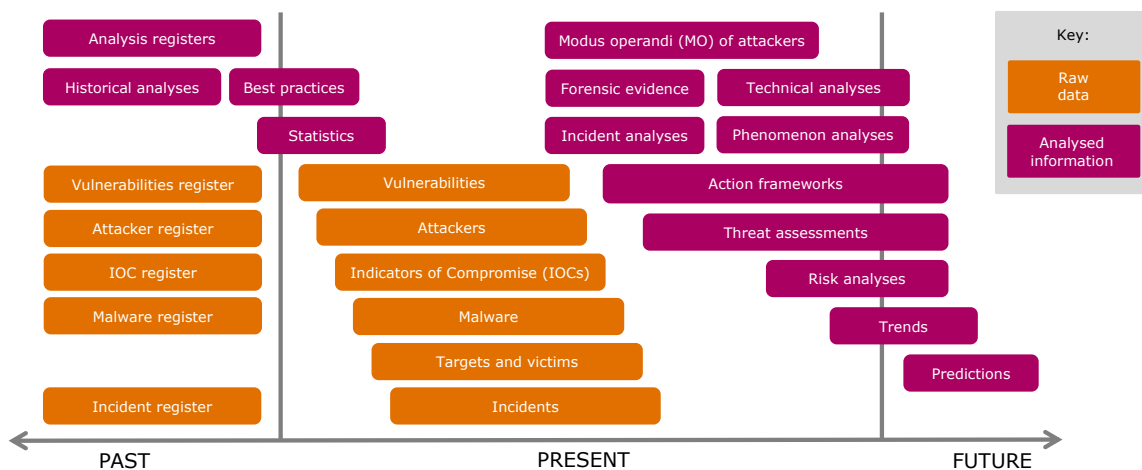 Analysis registers
Modus operandi (MO) of attackers
Key:
Historical analyses
Best practices
Forensic evidence
Technical analyses
Raw
data
Statistics
Incident analyses
Phenomenon analyses
Analysed
information
Vulnerabilities register
Vulnerabilities
Action frameworks
Attacker register
Attackers
Threat assessments
IOC register
Indicators of Compromise (IOCs)
Risk analyses
Malware register
Malware
Trends
Targets and victims
Predictions
Incident register
Incidents
PAST
PRESENT
FUTURE